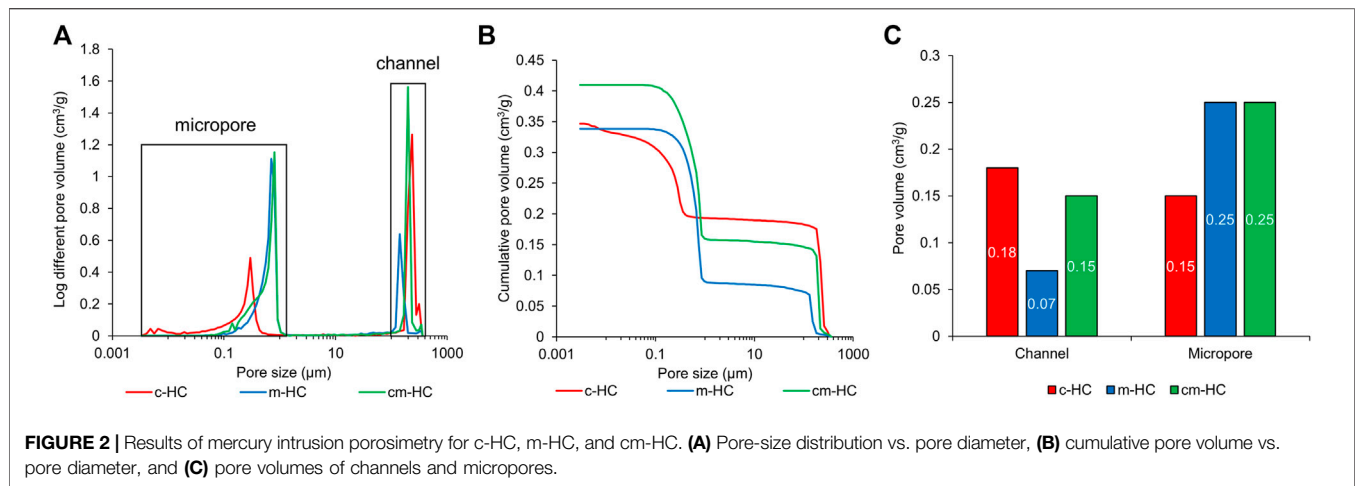 A
1.8
1.6
1.4
1.2
1
0.8
0.6
0.4
0.2
0
0.001
0.1
10
1000
Log different pore volume (cm³/g)
micropore
channel
Pore size (µm)
c-HC m-HC cm-HC
B
0.45
0.4
0.35
0.3
0.25
0.2
0.15
0.1
0.05
0
0.001
0.1
10
1000
Cumulative pore volume (cm³/g)
Pore size (µm)
c-HC m-HC cm-HC
C
0.3
0.25
0.2
0.15
0.1
0.05
0
Pore volume (cm³/g)
0.18
0.07
0.15
0.15
0.25
0.25
Channel Micropore
c-HC m-HC cm-HC
FIGURE 2 | Results of mercury intrusion porosimetry for c-HC, m-HC, and cm-HC. (A) Pore-size distribution vs. pore diameter, (B) cumulative pore volume vs.
pore diameter, and (C) pore volumes of channels and micropores.